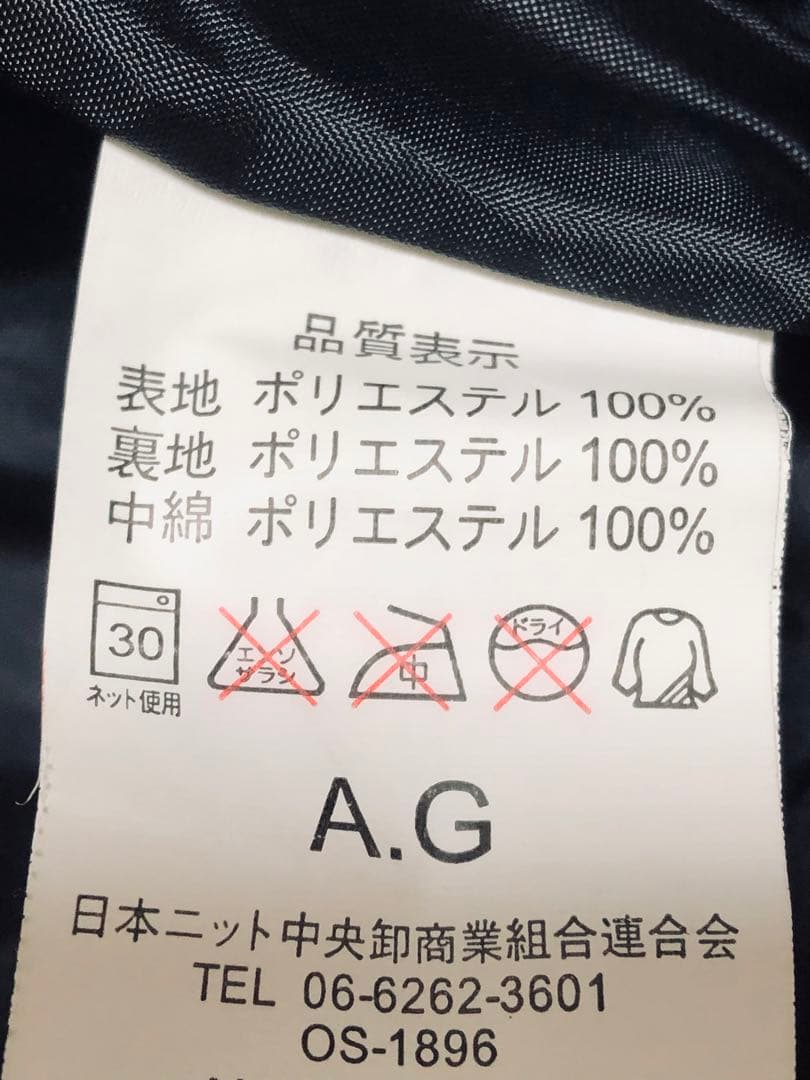 品質表示
表地 ポリエステル 100%
裏地 ポリエステル 100%
中綿 ポリエステル 100%
30
ネット使用
エンソ
サラシ
中
ドライ
A.G
日本ニット中央卸商業組合連合会
TEL 06-6262-3601
OS-1896